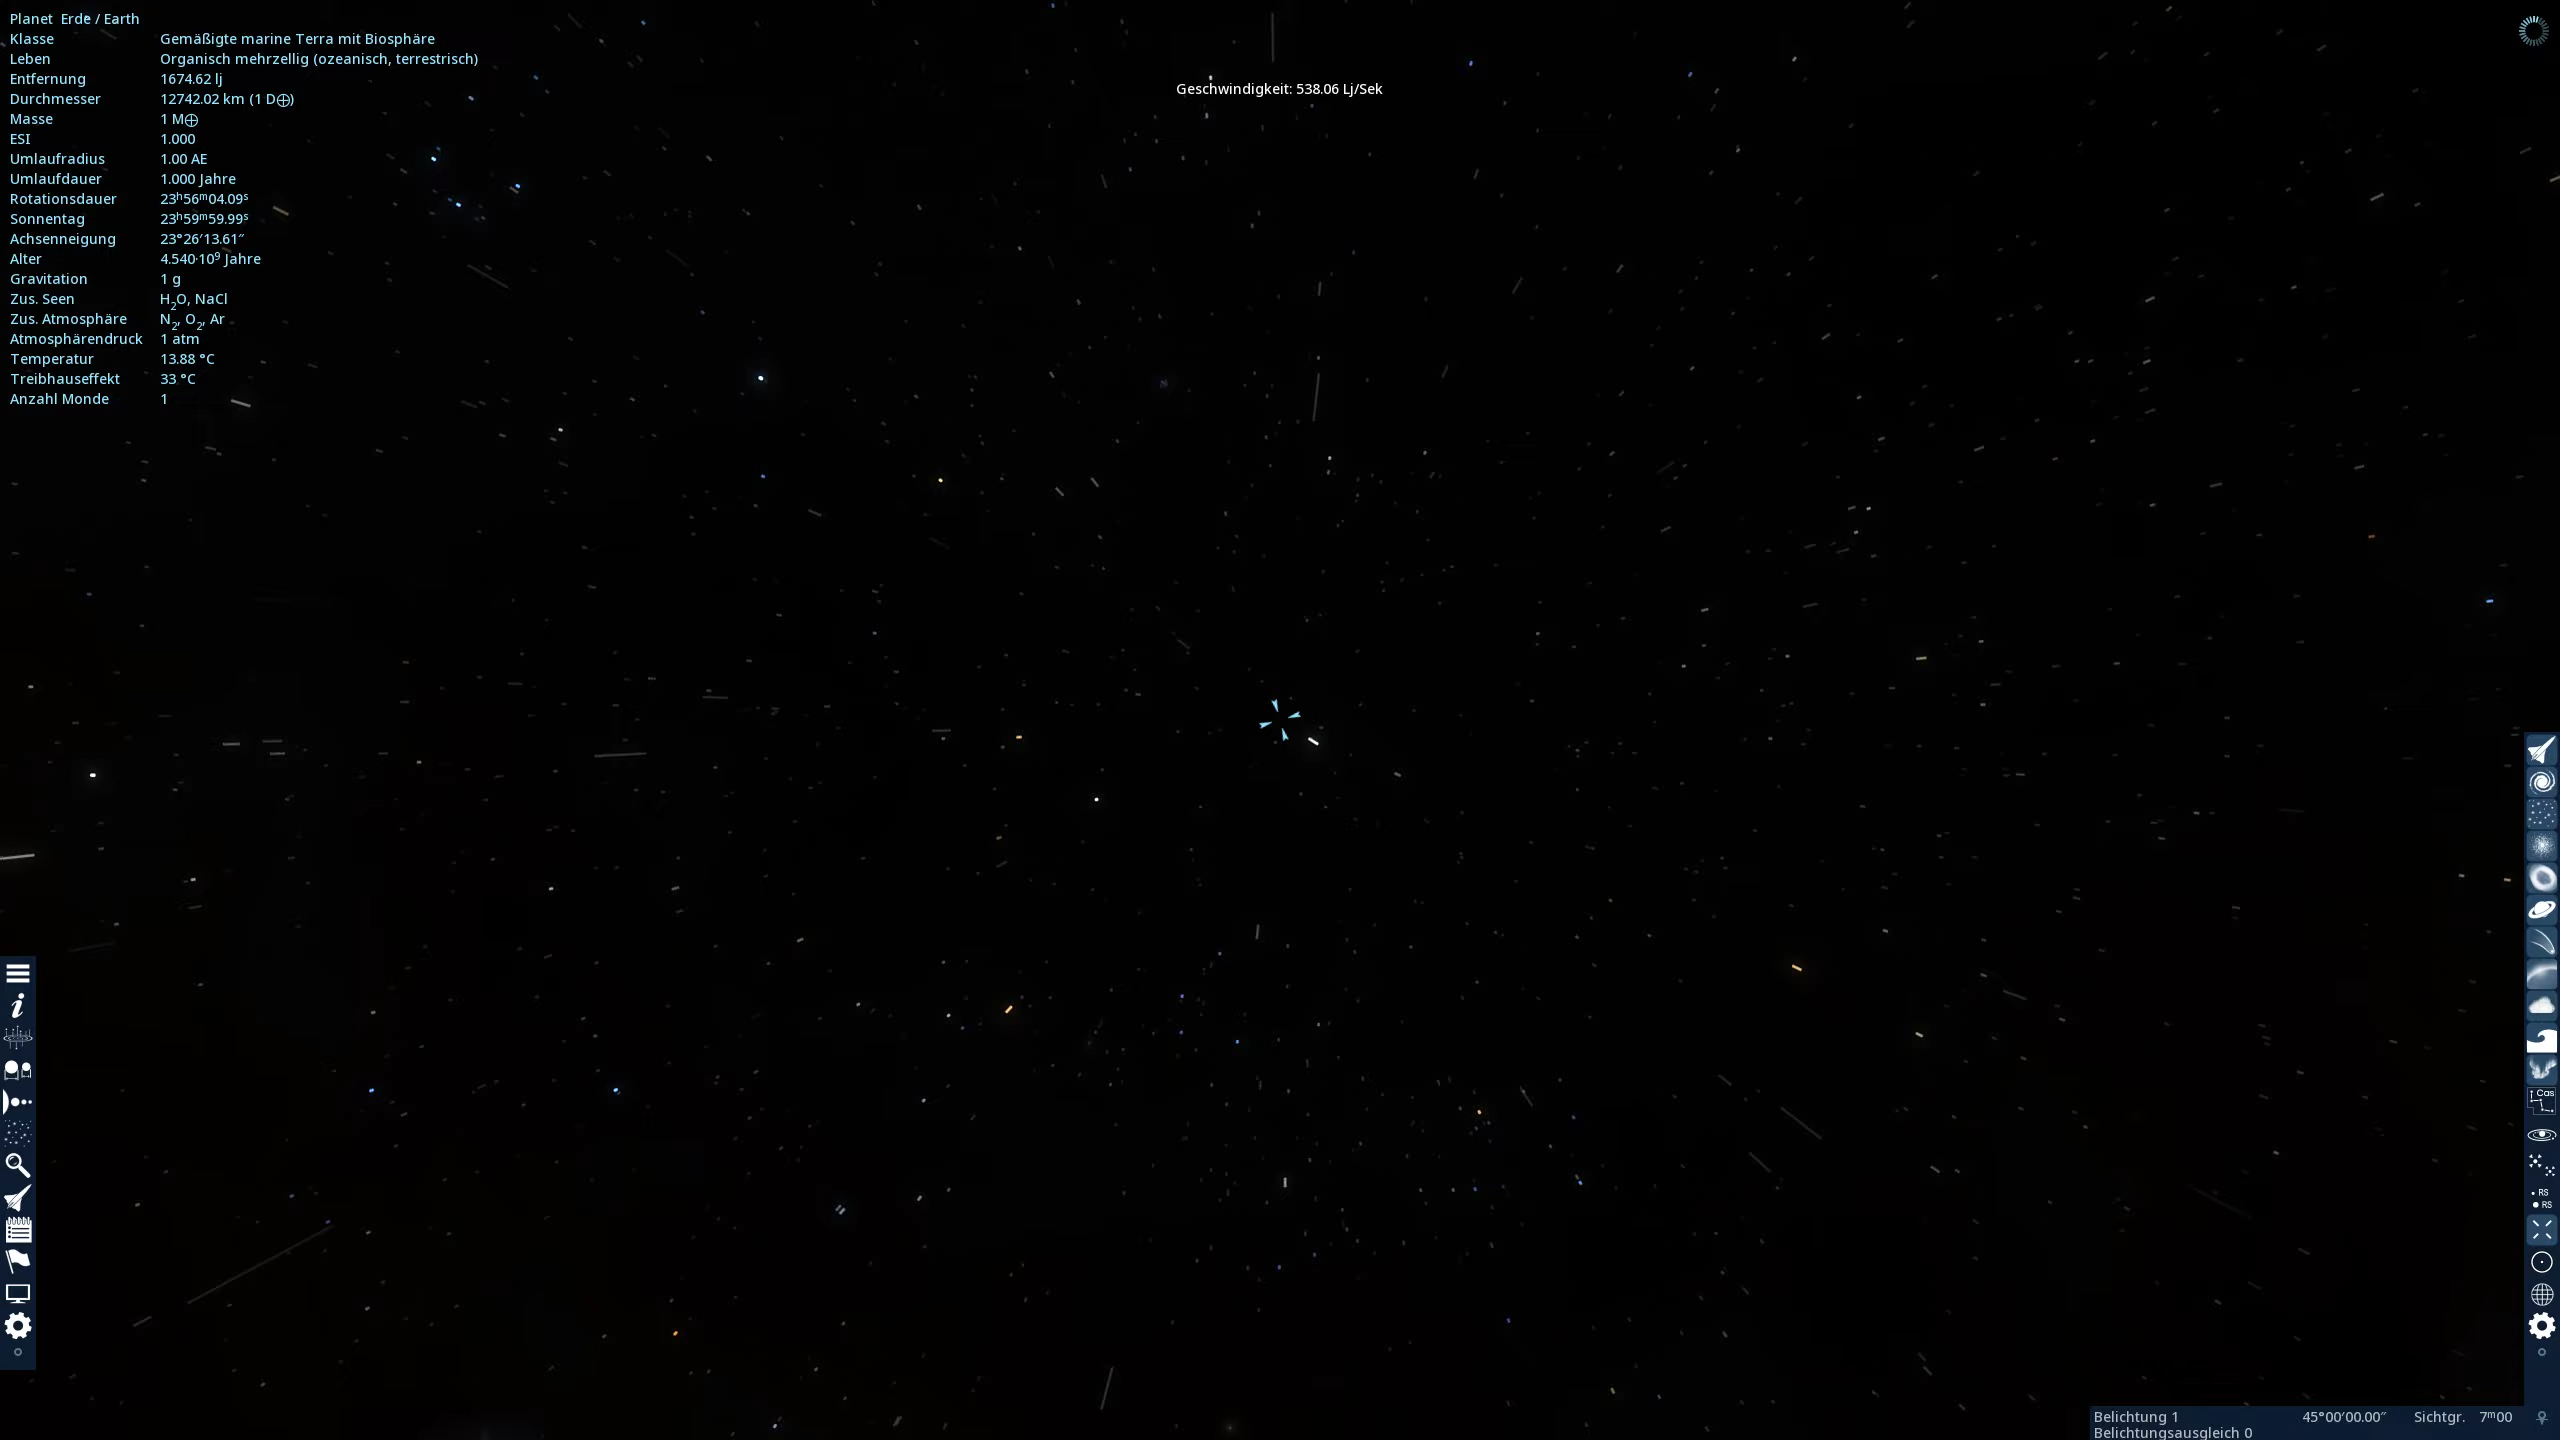 Planet Erde / Earth
Klasse Gemäßigte marine Terra mit Biosphäre
Leben Organisch mehrzellig (ozeanisch, terrestrisch)
Entfernung 1674.62 lj
Durchmesser 12742.02 km (1 D⊕)
Masse 1 M⊕
ESI 1.000
Umlaufradius 1.00 AE
Umlaufdauer 1.000 Jahre
Rotationsdauer 23ʰ56ᵐ04.09ˢ
Sonnentag 23ʰ59ᵐ59.99ˢ
Achsenneigung 23°26′13.61″
Alter 4.540·10⁹ Jahre
Gravitation 1 g
Zus. Seen H₂O, NaCl
Zus. Atmosphäre N₂, O₂, Ar
Atmosphärendruck 1 atm
Temperatur 13.88 °C
Treibhauseffekt 33 °C
Anzahl Monde 1
Geschwindigkeit: 538.06 Lj/Sek
Cas
RS
RS
Belichtung 1 45°00′00.00″ Sichtgr. 7ᵐ00
Belichtungsausgleich 0